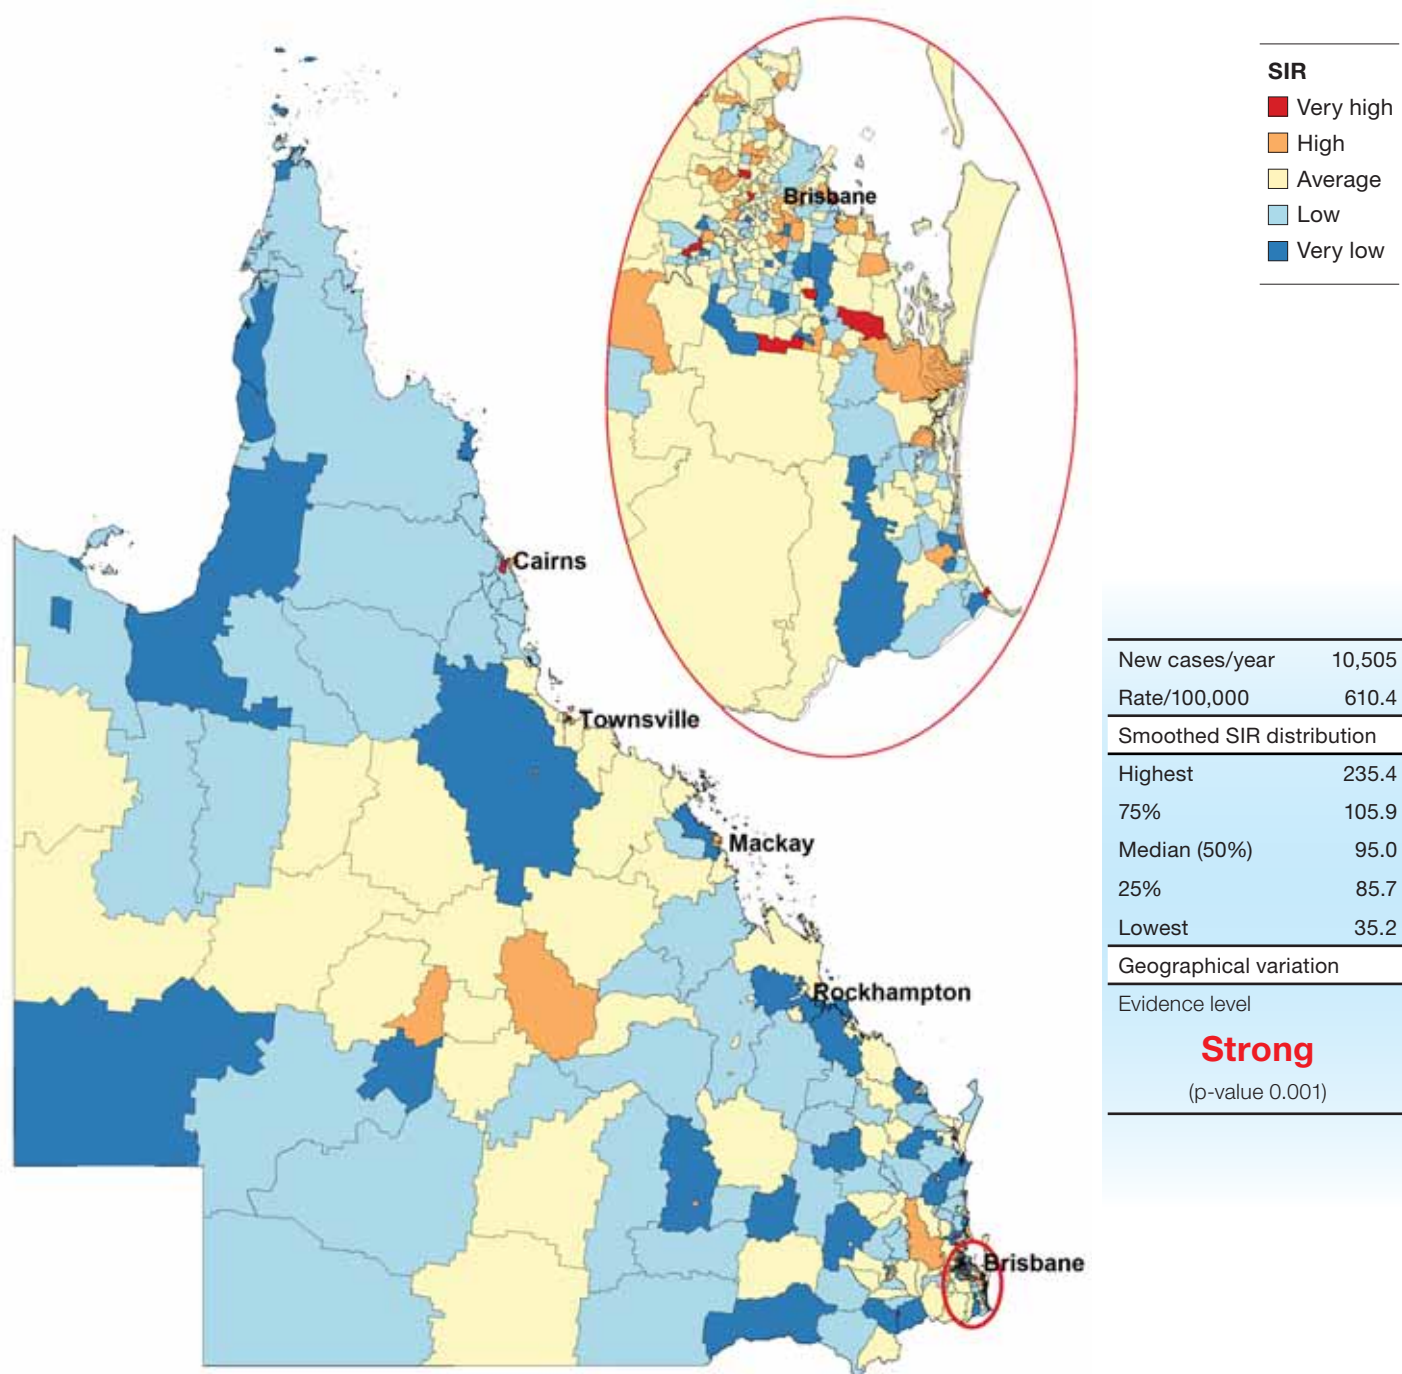 SIR
Very high
High
Average
Low
Very low
Brisbane
Cairns
Townsville
Mackay
Rockhampton
Brisbane
New cases/year 10,505
Rate/100,000 610.4
Smoothed SIR distribution
Highest 235.4
75% 105.9
Median (50%) 95.0
25% 85.7
Lowest 35.2
Geographical variation
Evidence level
Strong
(p-value 0.001)